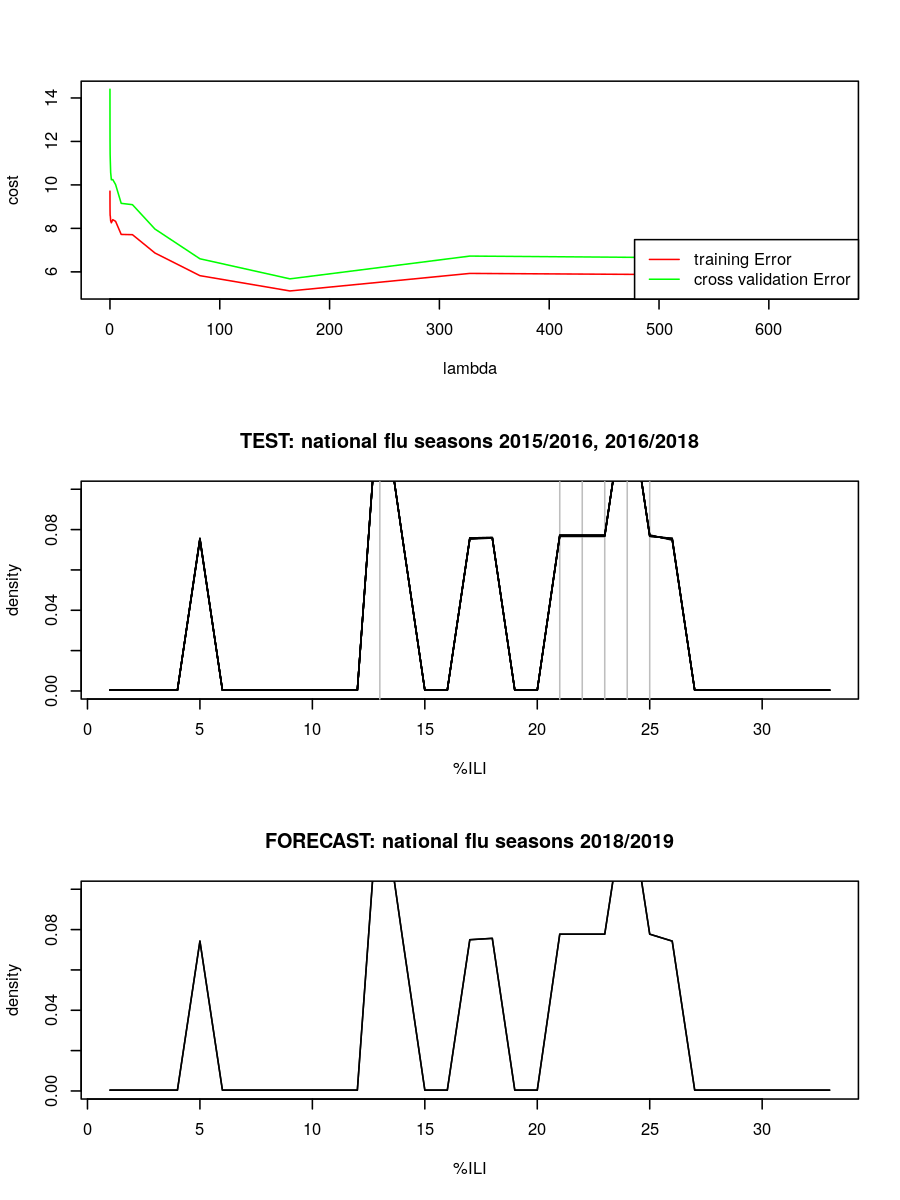 14
12
10
8
6
cost
training Error
cross validation Error
0 100 200 300 400 500 600
lambda
TEST: national flu seasons 2015/2016, 2016/2018
0.08
0.04
0.00
density
0 5 10 15 20 25 30
%ILI
FORECAST: national flu seasons 2018/2019
0.08
0.04
0.00
density
0 5 10 15 20 25 30
%ILI